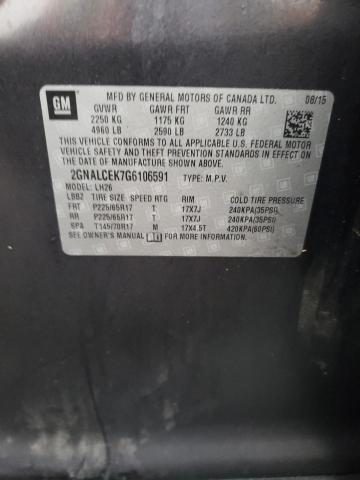 GM
MFD BY GENERAL MOTORS OF CANADA LTD. 08/15
GVWR GAWR FRT GAWR RR
2250 KG 1175 KG 1240 KG
4960 LB 2590 LB 2733 LB
THIS VEHICLE CONFORMS TO ALL APPLICABLE U.S. FEDERAL MOTOR
VEHICLE SAFETY, BUMPER, AND THEFT PREVENTION STANDARDS
IN EFFECT ON THE DATE OF MANUFACTURE SHOWN ABOVE.
2GNALCEK7G6106591 TYPE: M.P.V.
MODEL: LH26
LBBZ TIRE SIZE SPEED RTG RIM COLD TIRE PRESSURE
FRT P225/65R17 T 17X7J 240KPA(35PSI)
RR P225/65R17 T 17X7J 240KPA(35PSI)
SPA T145/70R17 M 17X4.5T 420KPA(60PSI)
SEE OWNER'S MANUAL FOR MORE INFORMATION.